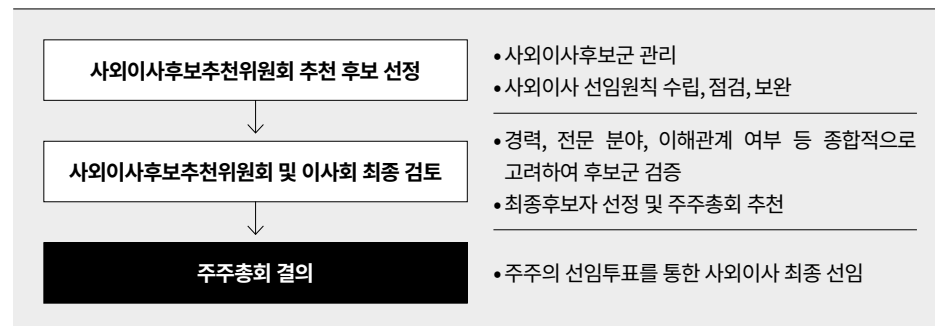 사외이사후보추천위원회 추천 후보 선정
•사외이사후보군 관리
•사외이사 선임원칙 수립, 점검, 보완
사외이사후보추천위원회 및 이사회 최종 검토
•경력, 전문 분야, 이해관계 여부 등 종합적으로
고려하여 후보군 검증
•최종후보자 선정 및 주주총회 추천
주주총회 결의
•주주의 선임투표를 통한 사외이사 최종 선임